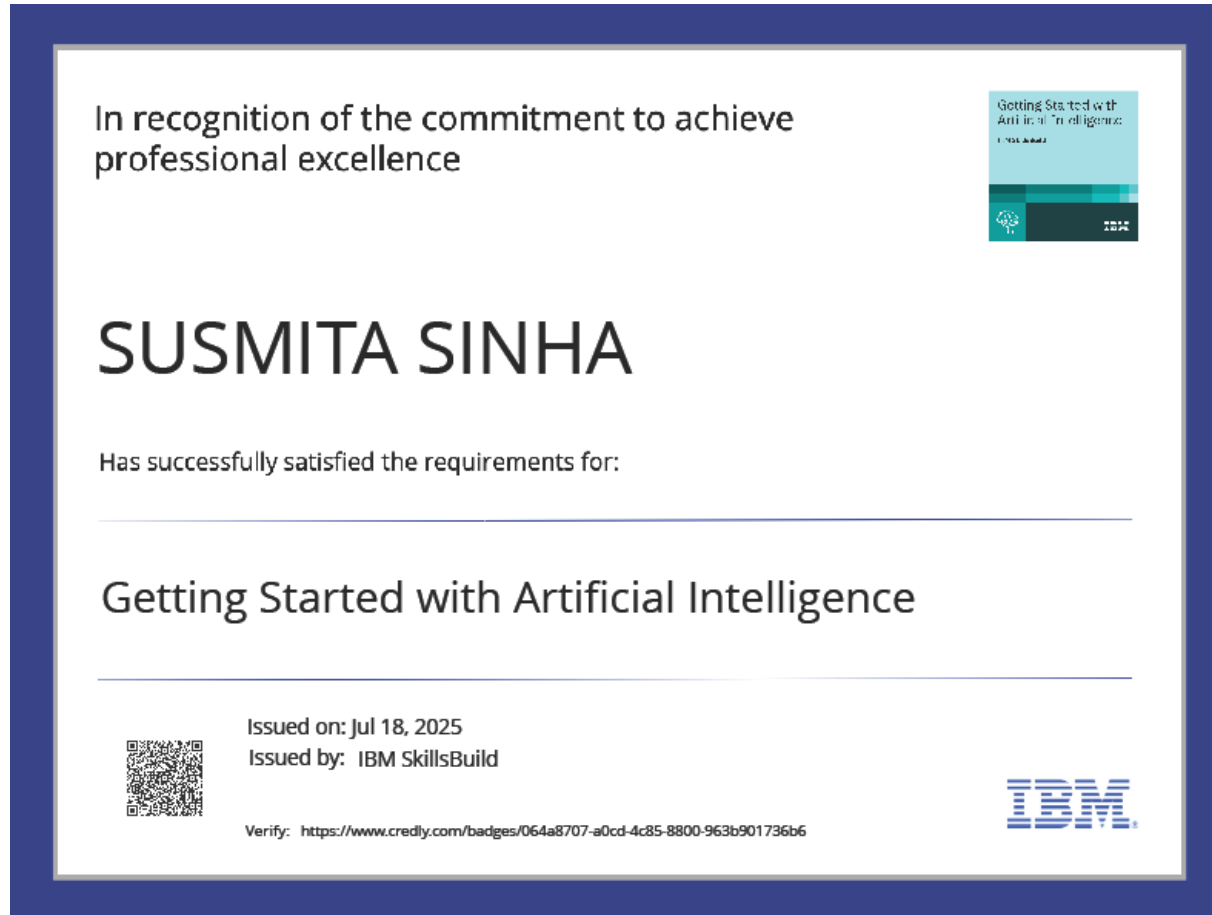 In recognition of the commitment to achieve
professional excellence
Getting Started with
Artificial Intelligence
IBM
SUSMITA SINHA
Has successfully satisfied the requirements for:
Getting Started with Artificial Intelligence
Issued on: Jul 18, 2025
Issued by: IBM SkillsBuild
Verify: https://www.credly.com/badges/064a8707-a0cd-4c85-8800-963b901736b6
IBM